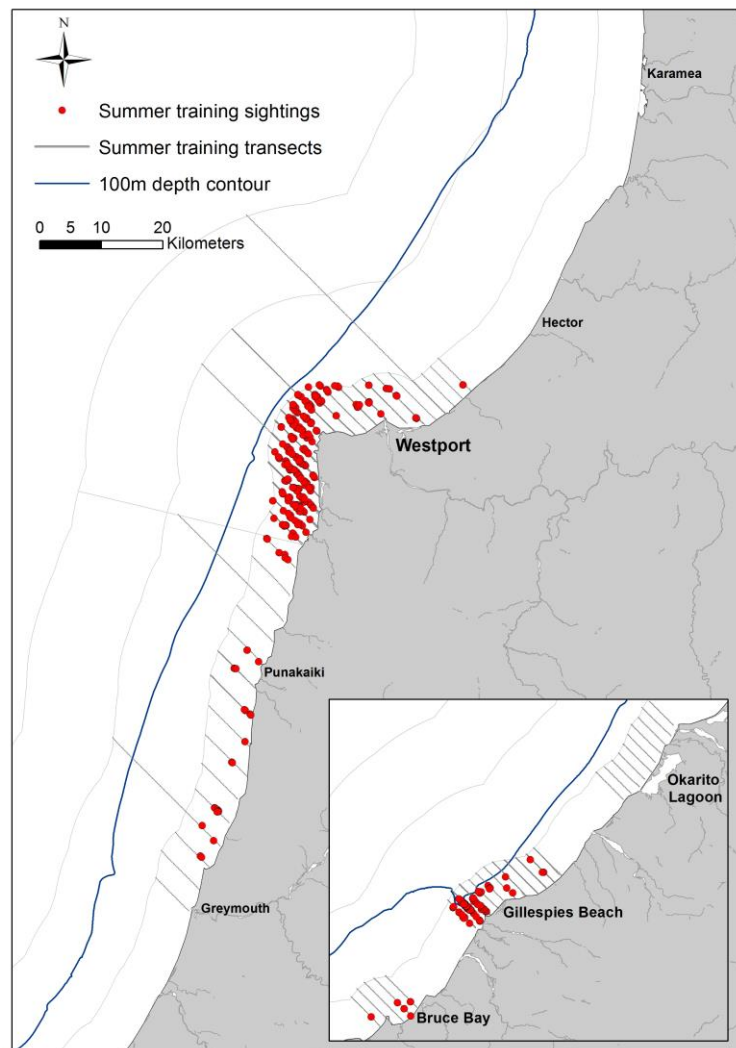 N
Summer training sightings
Summer training transects
100m depth contour
0 5 10 20
Kilometers
Karamea
Hector
Westport
Punakaiki
Greymouth
Okarito
Lagoon
Gillespies Beach
Bruce Bay